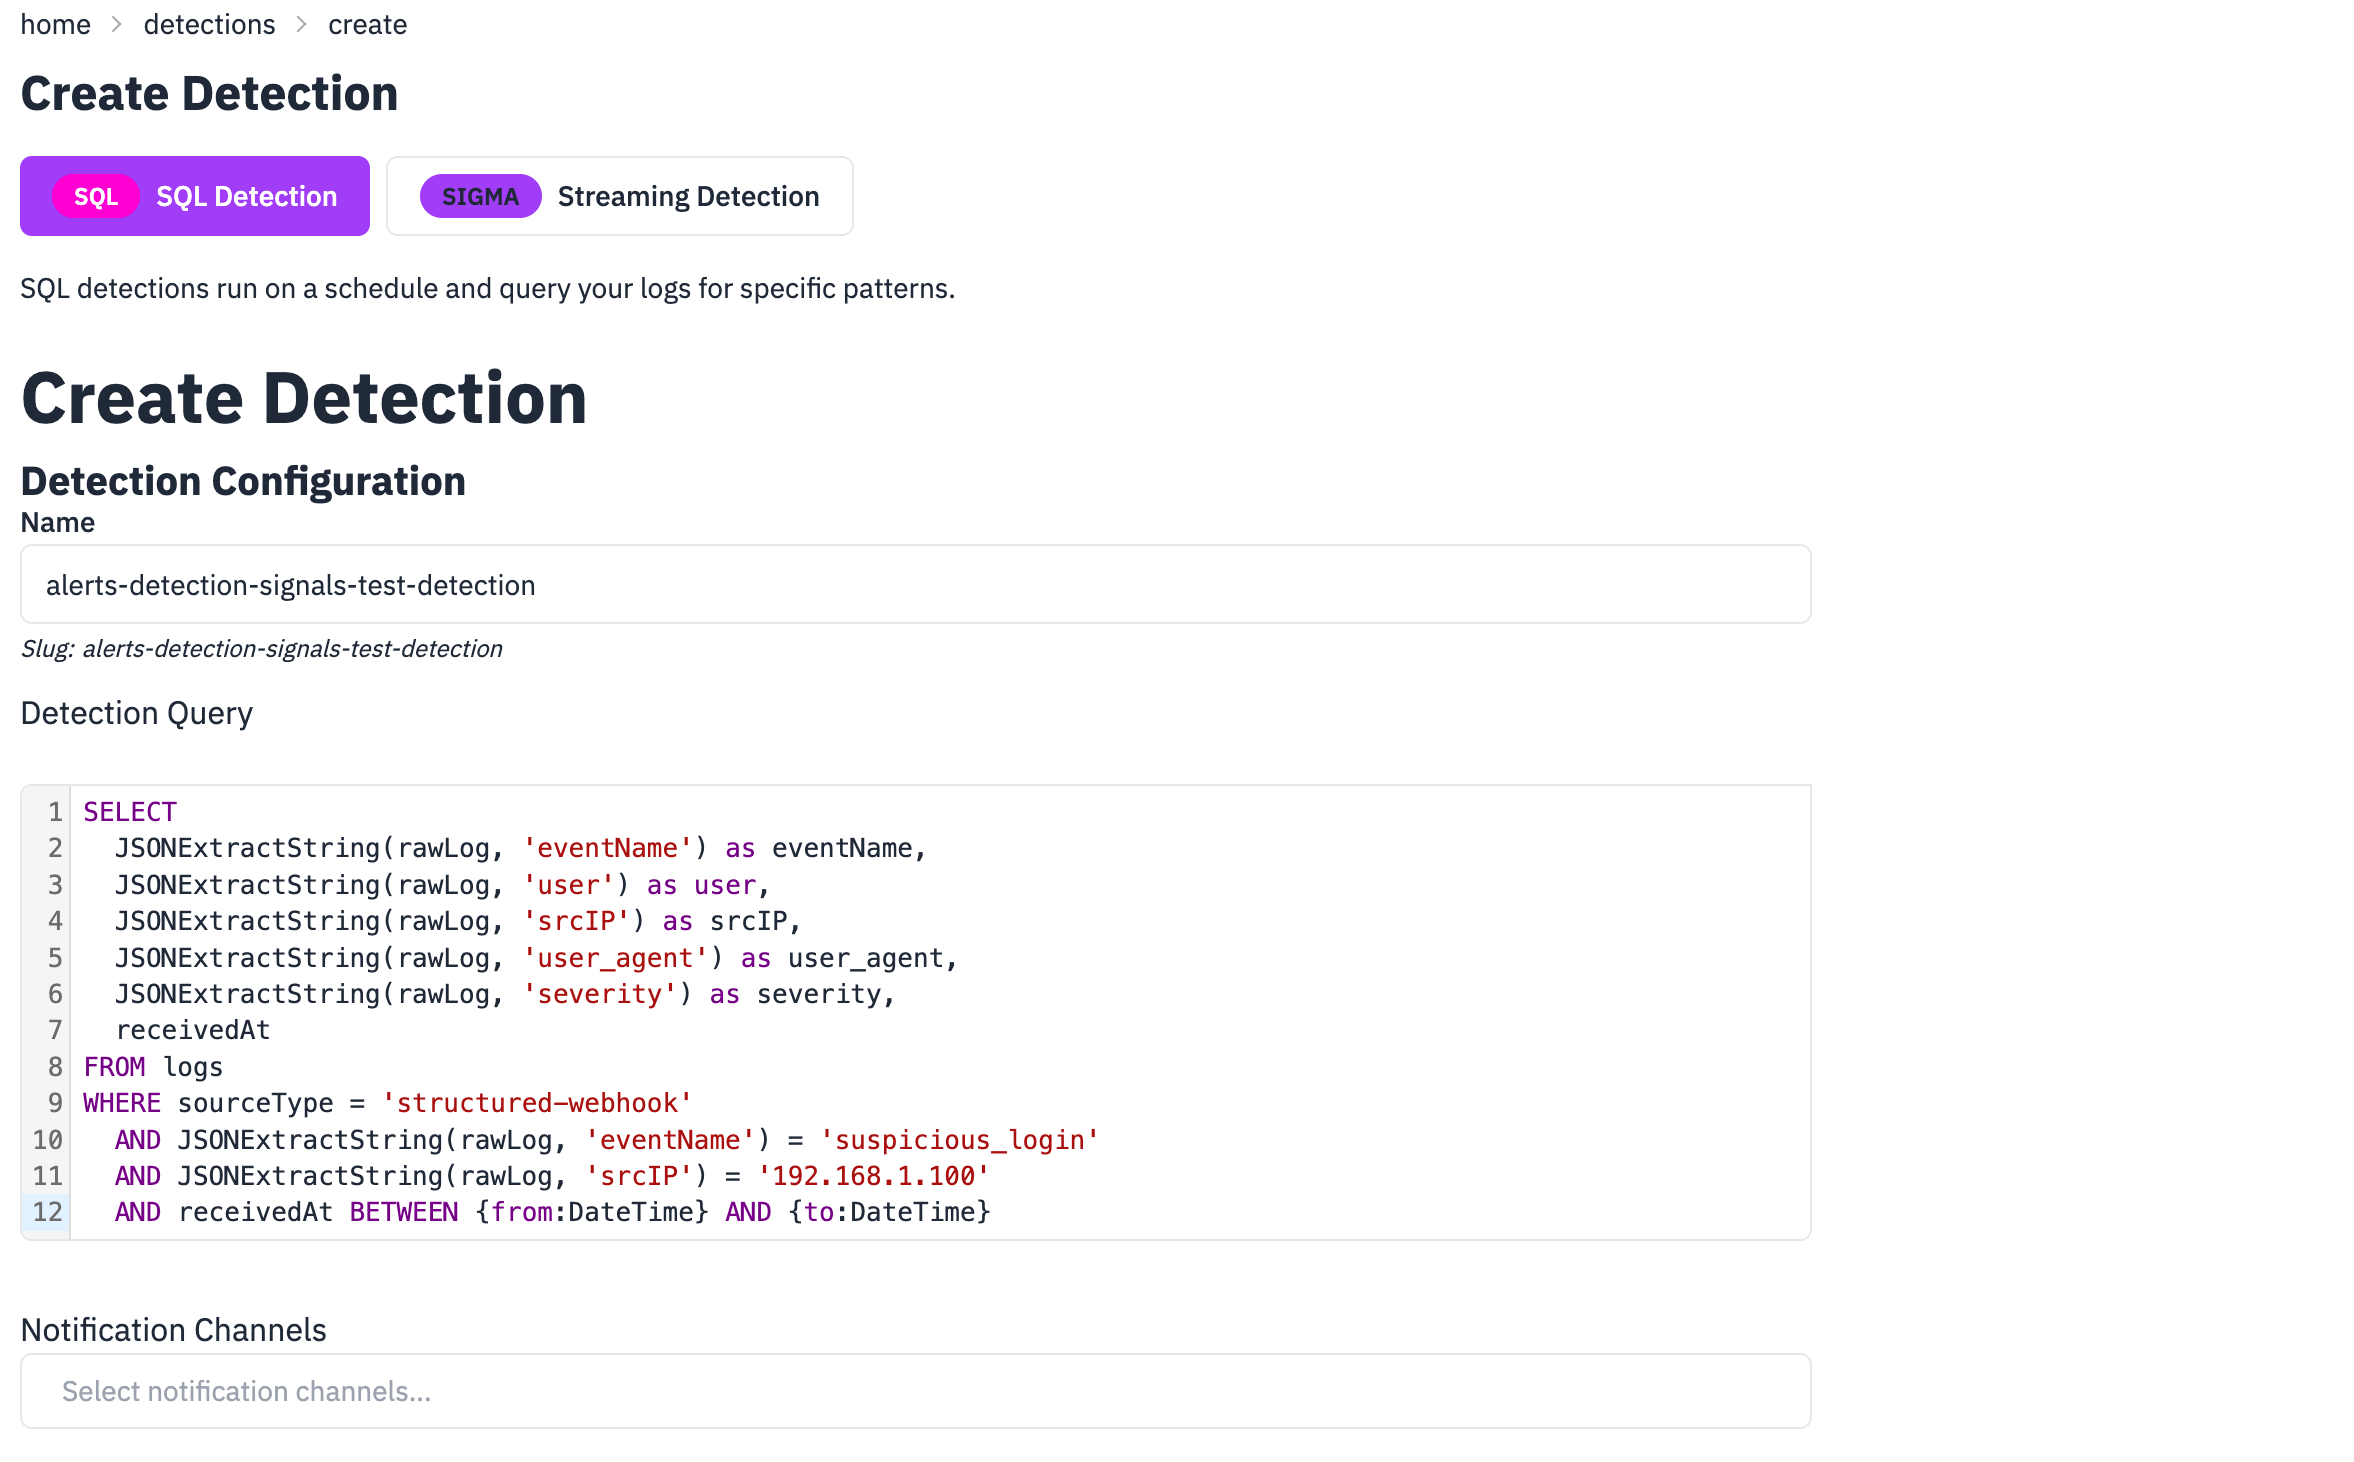 home > detections > create
Create Detection
SQL SQL Detection SIGMA Streaming Detection
SQL detections run on a schedule and query your logs for specific patterns.
Create Detection
Detection Configuration
Name
alerts-detection-signals-test-detection
Slug: alerts-detection-signals-test-detection
Detection Query
1 SELECT
2   JSONExtractString(rawLog, 'eventName') as eventName,
3   JSONExtractString(rawLog, 'user') as user,
4   JSONExtractString(rawLog, 'srcIP') as srcIP,
5   JSONExtractString(rawLog, 'user_agent') as user_agent,
6   JSONExtractString(rawLog, 'severity') as severity,
7   receivedAt
8 FROM logs
9 WHERE sourceType = 'structured-webhook'
10   AND JSONExtractString(rawLog, 'eventName') = 'suspicious_login'
11   AND JSONExtractString(rawLog, 'srcIP') = '192.168.1.100'
12   AND receivedAt BETWEEN {from:DateTime} AND {to:DateTime}
Notification Channels
Select notification channels...